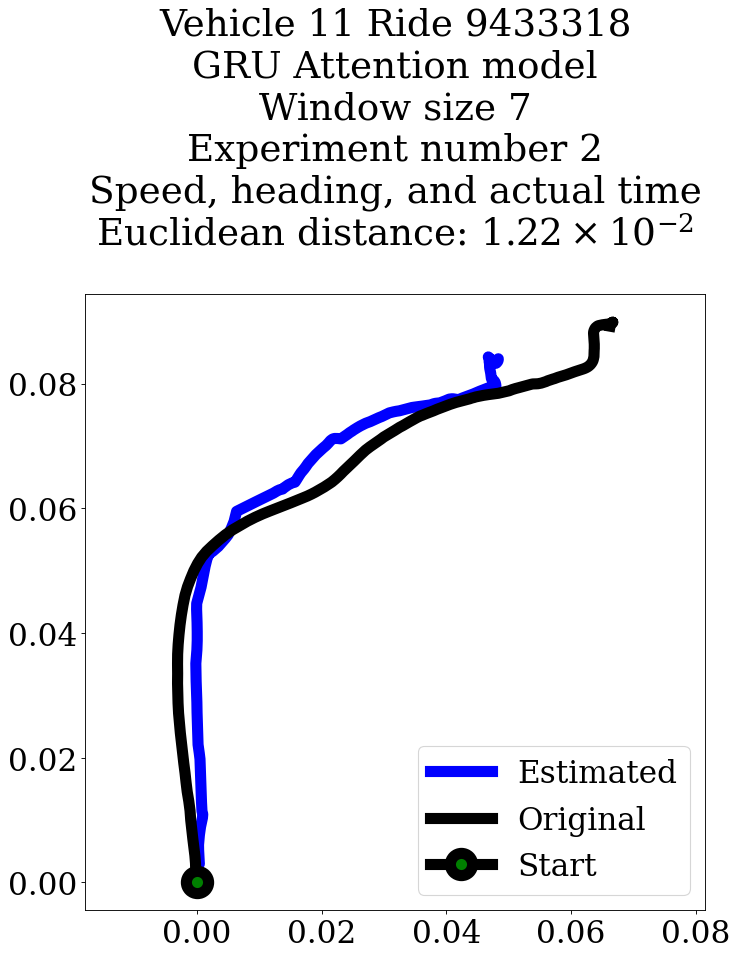 Vehicle 11 Ride 9433318
GRU Attention model
Window size 7
Experiment number 2
Speed, heading, and actual time
Euclidean distance: 1.22 × 10⁻²
0.08
0.06
0.04
0.02
0.00
Estimated
Original
Start
0.00 0.02 0.04 0.06 0.08